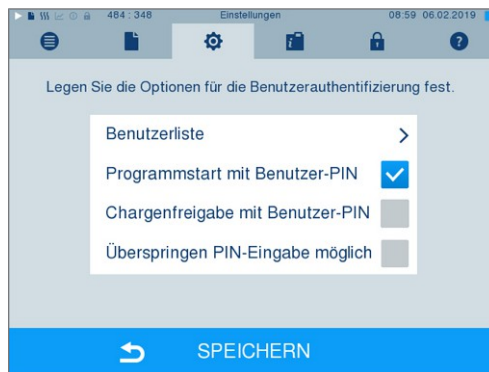 484 : 348 Einstellungen 08:59 06.02.2019
Legen Sie die Optionen für die Benutzerauthentifizierung fest.
Benutzerliste
Programmstart mit Benutzer-PIN
Chargenfreigabe mit Benutzer-PIN
Überspringen PIN-Eingabe möglich
SPEICHERN